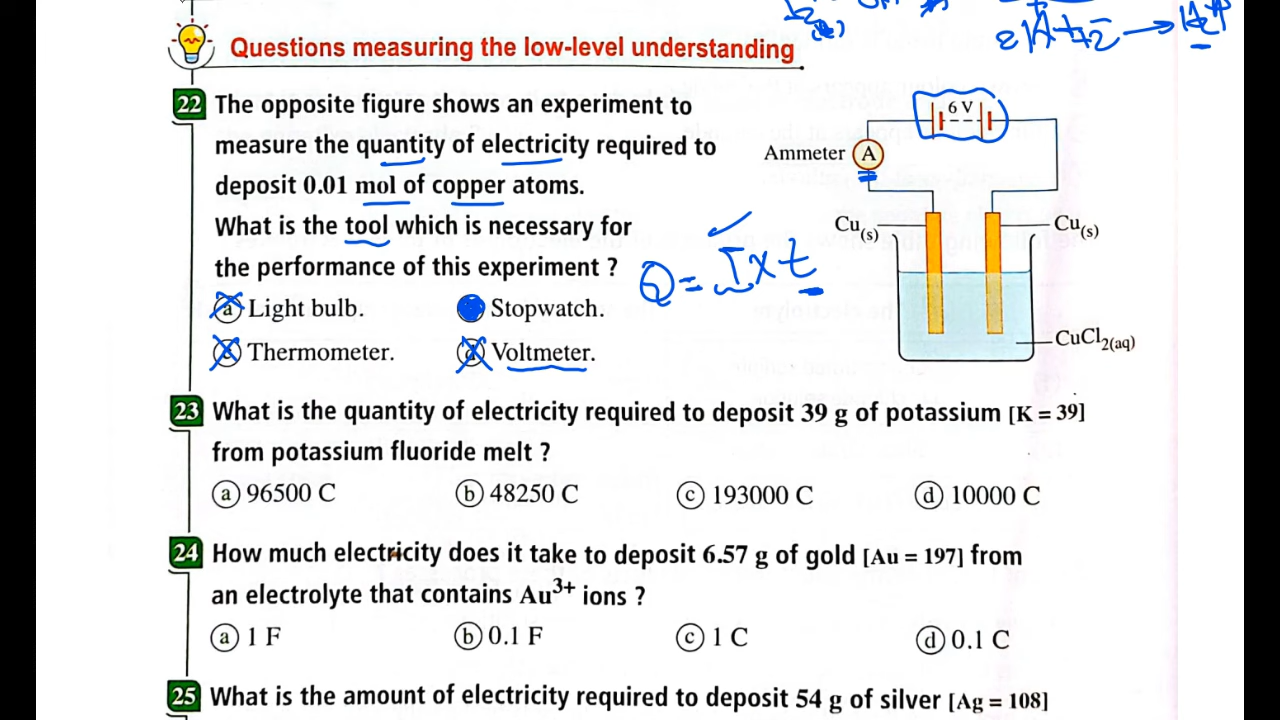 Questions measuring the low-level understanding
22 The opposite figure shows an experiment to
measure the quantity of electricity required to
deposit 0.01 mol of copper atoms.
What is the tool which is necessary for
the performance of this experiment ?
a Light bulb.
Stopwatch.
c Thermometer.
d Voltmeter.
6 V
Ammeter A
Cu(s)
Cu(s)
CuCl2(aq)
Q = I x t
23 What is the quantity of electricity required to deposit 39 g of potassium [K = 39]
from potassium fluoride melt ?
a 96500 C
b 48250 C
c 193000 C
d 10000 C
24 How much electricity does it take to deposit 6.57 g of gold [Au = 197] from
an electrolyte that contains Au3+ ions ?
a 1 F
b 0.1 F
c 1 C
d 0.1 C
25 What is the amount of electricity required to deposit 54 g of silver [Ag = 108]